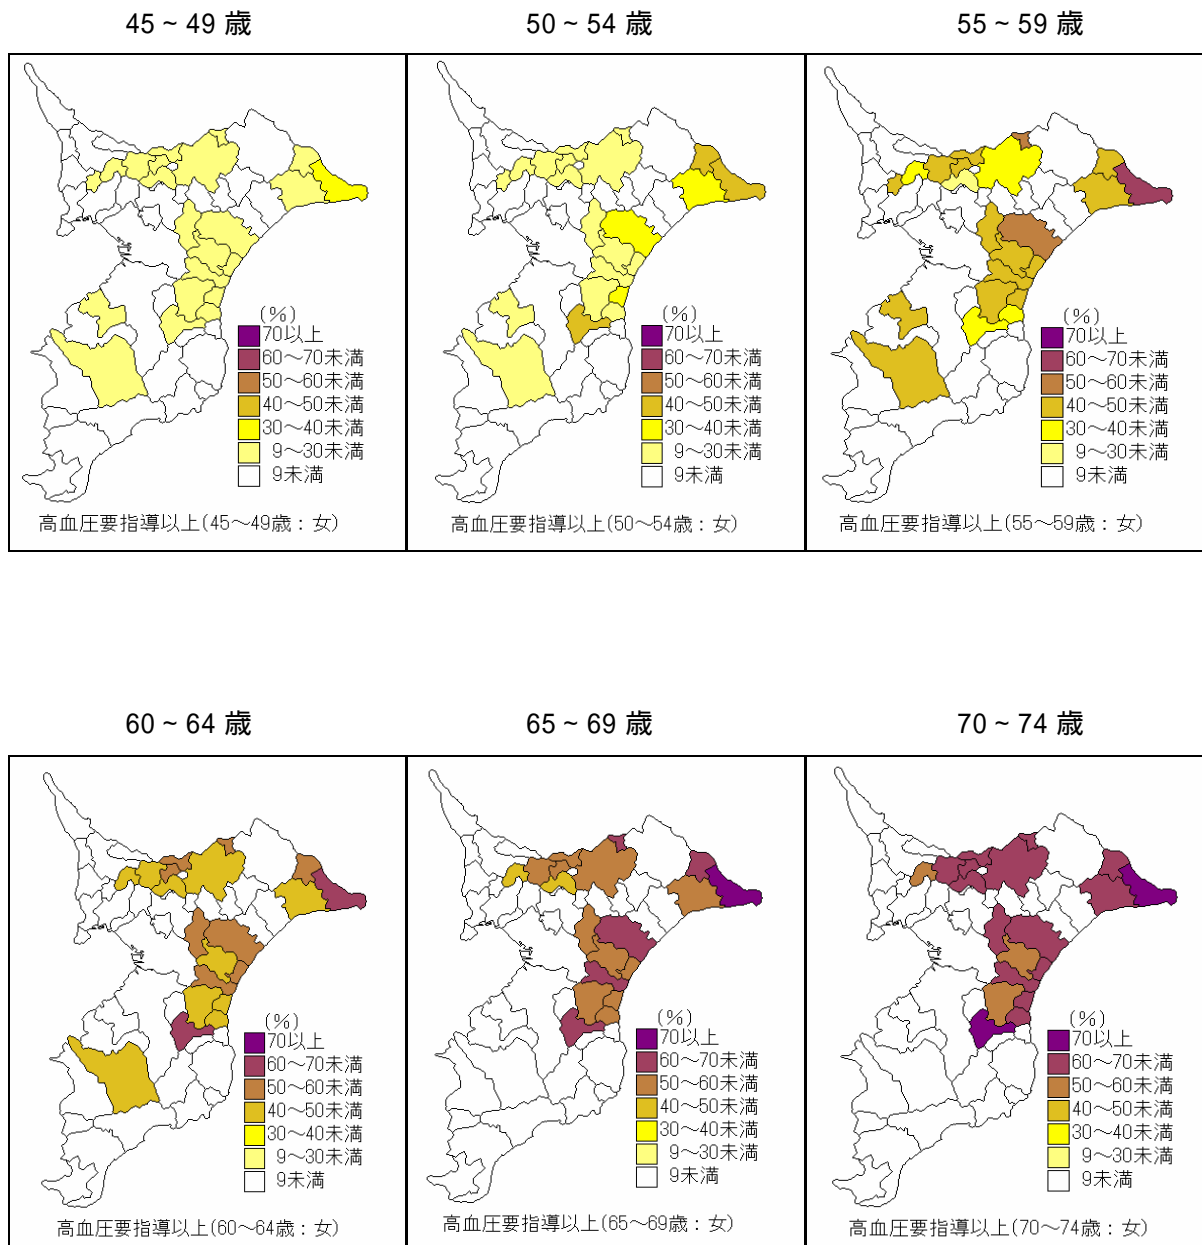 45 ~ 49 歳
50 ~ 54 歳
55 ~ 59 歳
(%)
70以上
60～70未満
50～60未満
40～50未満
30～40未満
9～30未満
9未満
高血圧要指導以上(45～49歳：女)
(%)
70以上
60～70未満
50～60未満
40～50未満
30～40未満
9～30未満
9未満
高血圧要指導以上(50～54歳：女)
(%)
70以上
60～70未満
50～60未満
40～50未満
30～40未満
9～30未満
9未満
高血圧要指導以上(55～59歳：女)
60 ~ 64 歳
65 ~ 69 歳
70 ~ 74 歳
(%)
70以上
60～70未満
50～60未満
40～50未満
30～40未満
9～30未満
9未満
高血圧要指導以上(60～64歳：女)
(%)
70以上
60～70未満
50～60未満
40～50未満
30～40未満
9～30未満
9未満
高血圧要指導以上(65～69歳：女)
(%)
70以上
60～70未満
50～60未満
40～50未満
30～40未満
9～30未満
9未満
高血圧要指導以上(70～74歳：女)